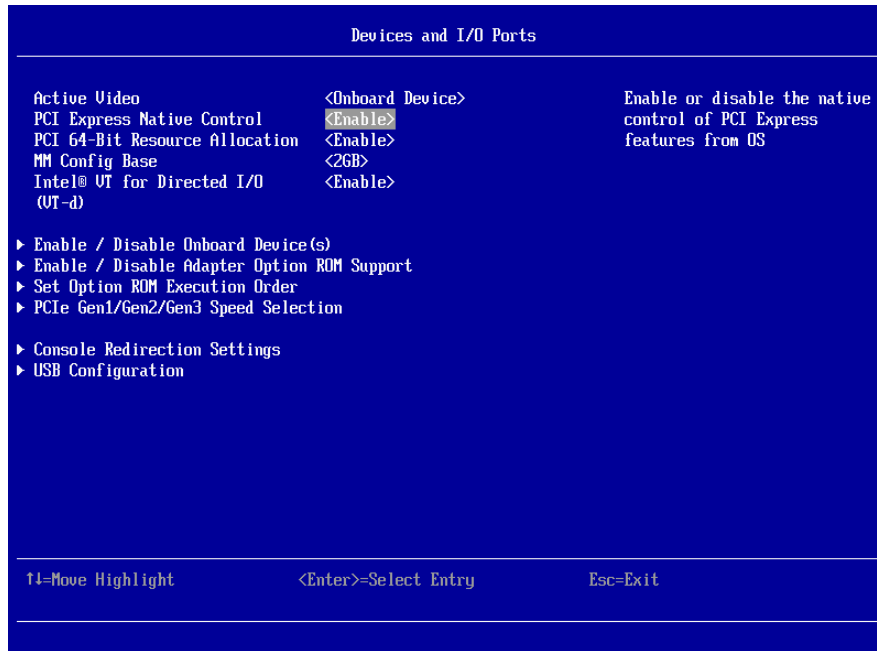 Devices and I/O Ports
Active Video <Onboard Device> Enable or disable the native
PCI Express Native Control <Enable> control of PCI Express
PCI 64-Bit Resource Allocation <Enable> features from OS
MM Config Base <2GB>
Intel® VT for Directed I/O <Enable>
(VT-d)
▶ Enable / Disable Onboard Device(s)
▶ Enable / Disable Adapter Option ROM Support
▶ Set Option ROM Execution Order
▶ PCIe Gen1/Gen2/Gen3 Speed Selection
▶ Console Redirection Settings
▶ USB Configuration
↑↓=Move Highlight <Enter>=Select Entry Esc=Exit